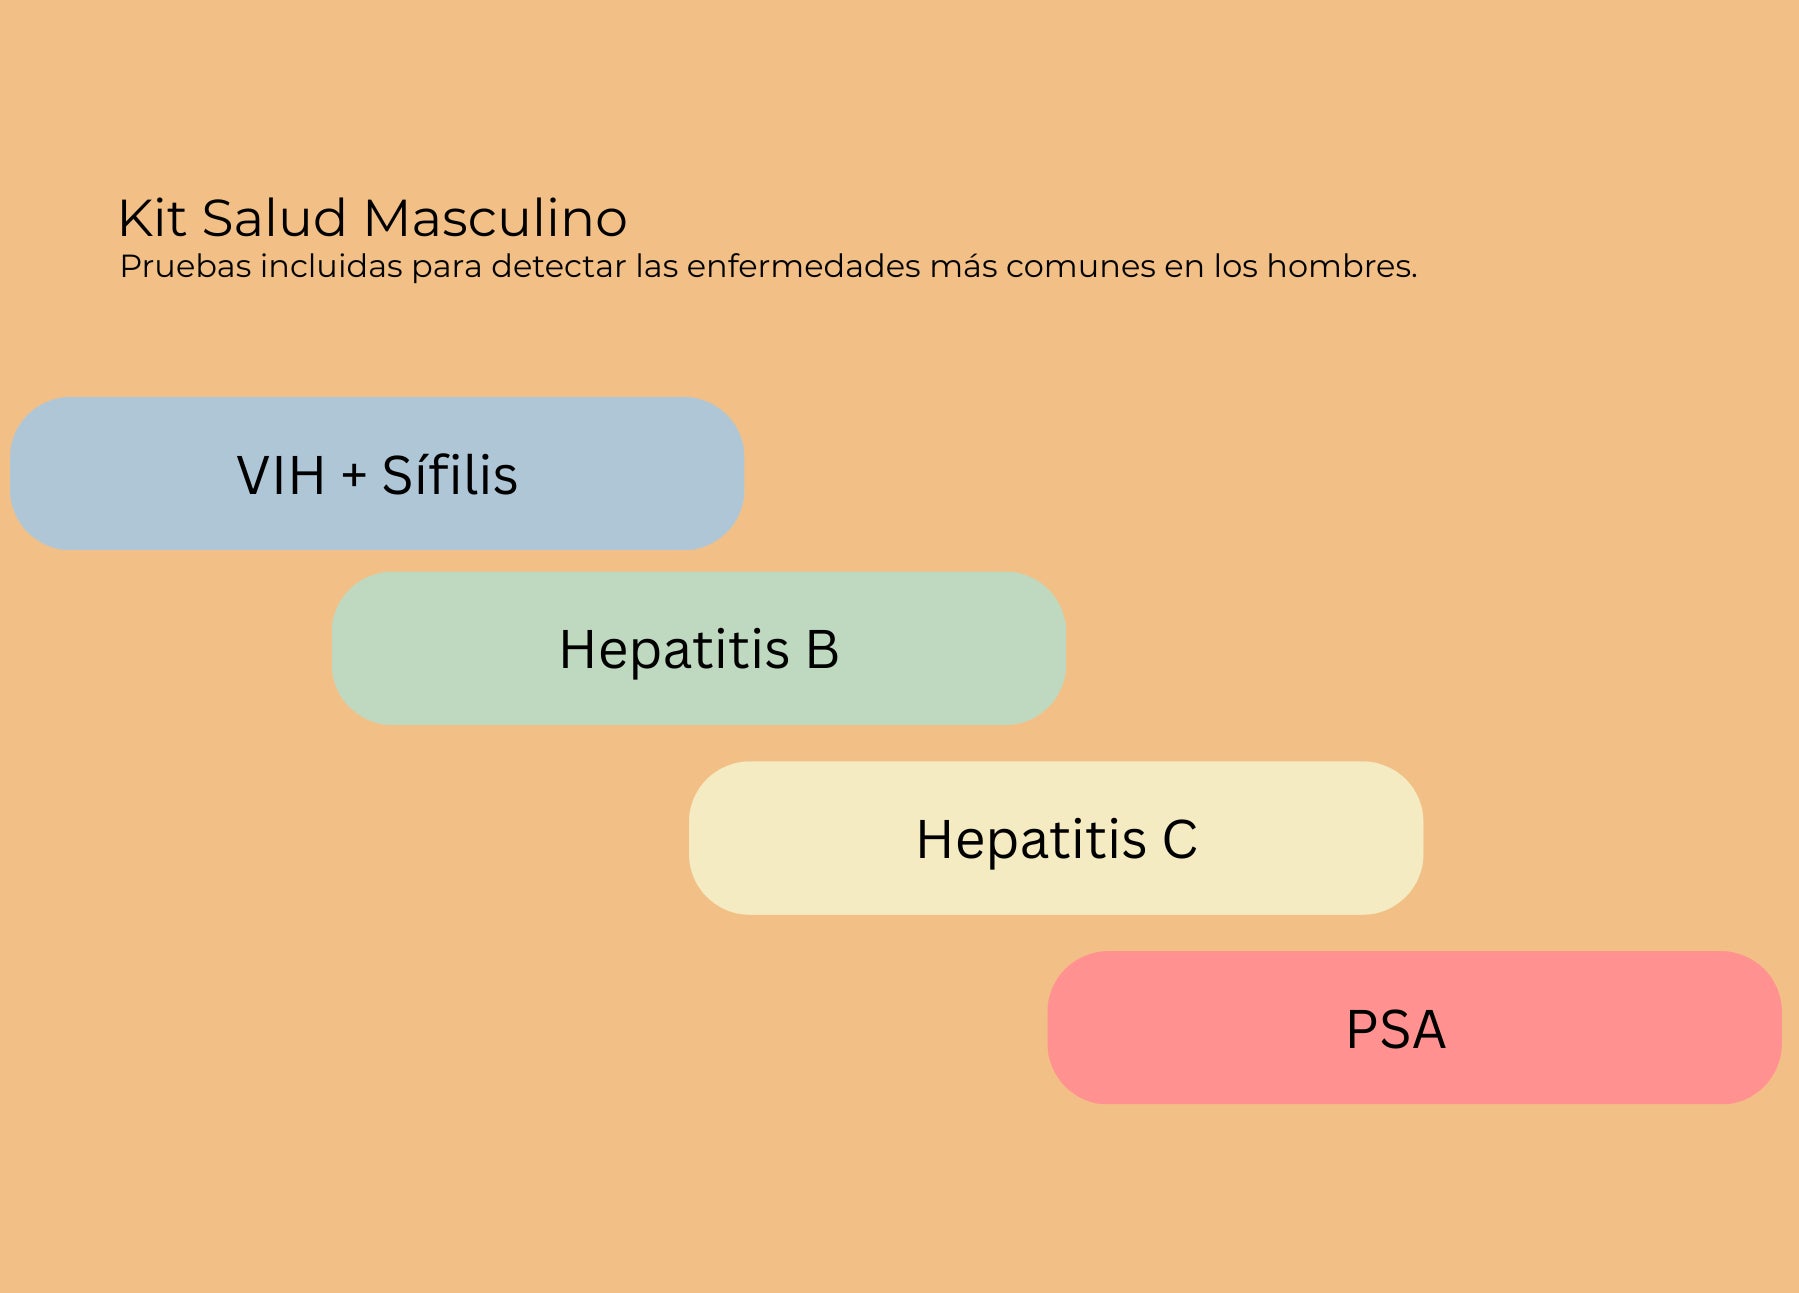 Kit Salud Masculino
Pruebas incluidas para detectar las enfermedades más comunes en los hombres.
VIH + Sífilis
Hepatitis B
Hepatitis C
PSA